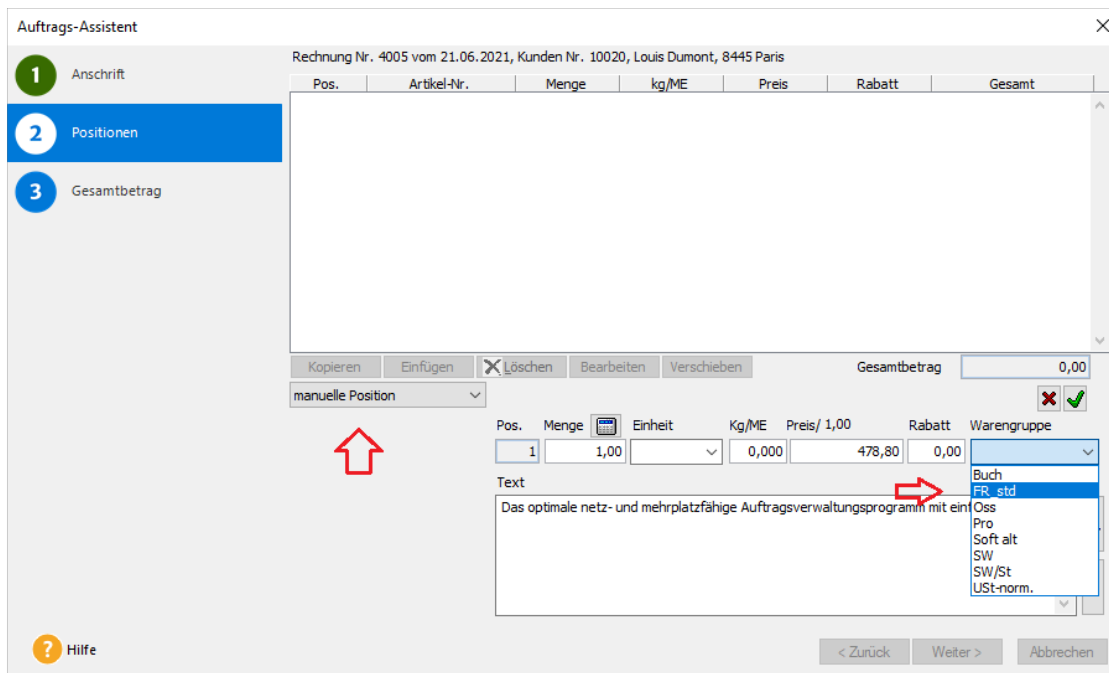 Auftrags-Assistent
1 Anschrift
2 Positionen
3 Gesamtbetrag
Rechnung Nr. 4005 vom 21.06.2021, Kunden Nr. 10020, Louis Dumont, 8445 Paris
Pos. Artikel-Nr. Menge kg/ME Preis Rabatt Gesamt
Kopieren Einfügen Löschen Bearbeiten Verschieben Gesamtbetrag 0,00
manuelle Position
Pos. Menge Einheit Kg/ME Preis/ 1,00 Rabatt Warengruppe
1 1,00 0,000 478,80 0,00
Text
Das optimale netz- und mehrplatzfähige Auftragsverwaltungsprogramm mit
Buch
FR_std
Oss
Pro
Soft alt
SW
SW/St
USt-norm.
? Hilfe
< Zurück Weiter > Abbrechen